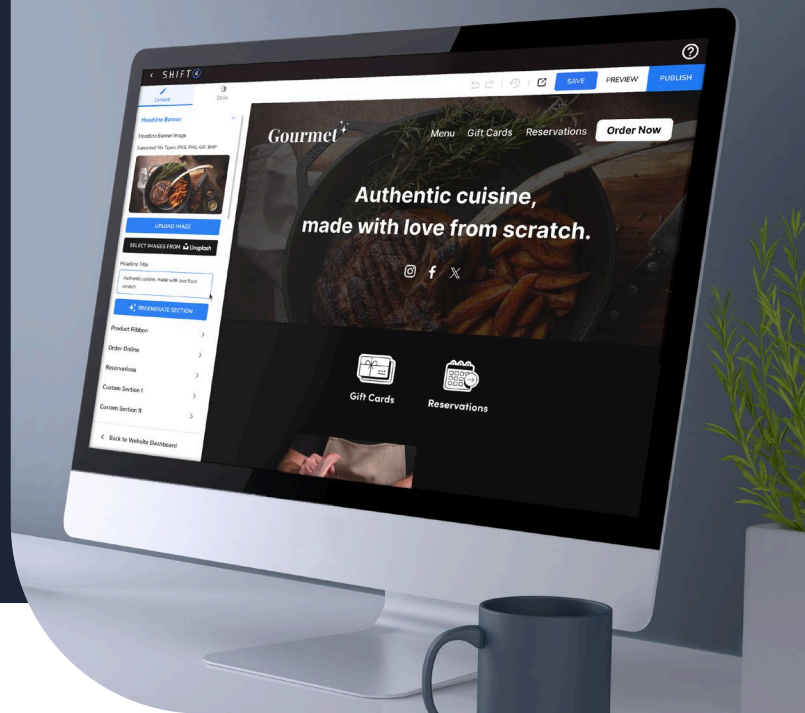 ‹ SHIFT4
?
Content
Style
SAVE
PREVIEW
PUBLISH
Headline Banner
Headline Banner Image
Supported File Types: JPEG, PNG, GIF, BMP
UPLOAD IMAGE
SELECT IMAGES FROM Unsplash
Headline Title
Authentic cuisine, made with love from
scratch
REGENERATE SECTION
Product Ribbon
Order Online
Reservations
Custom Section I
Custom Section II
‹ Back to Website Dashboard
Gourmet
Menu
Gift Cards
Reservations
Order Now
Authentic cuisine,
made with love from scratch.
f X
Gift Cards
Reservations